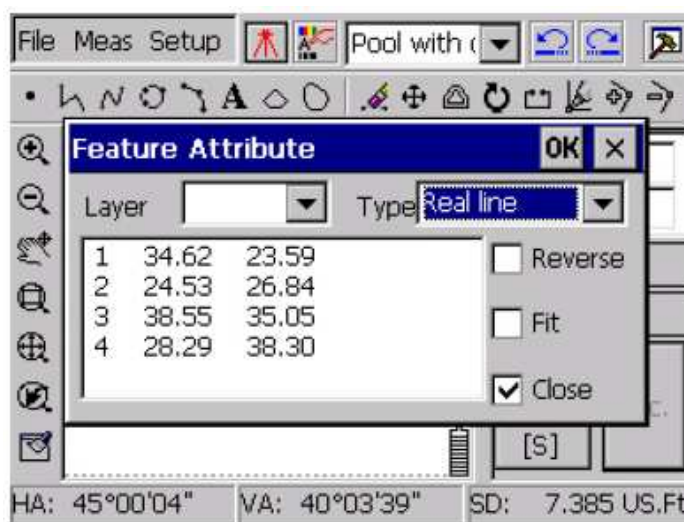 File Meas Setup Pool with (
A
Feature Attribute OK
Layer Type Real line
1 34.62 23.59
2 24.53 26.84
3 38.55 35.05
4 28.29 38.30
Reverse
Fit
Close
[S]
HA: 45°00'04" VA: 40°03'39" SD: 7.385 US.Ft